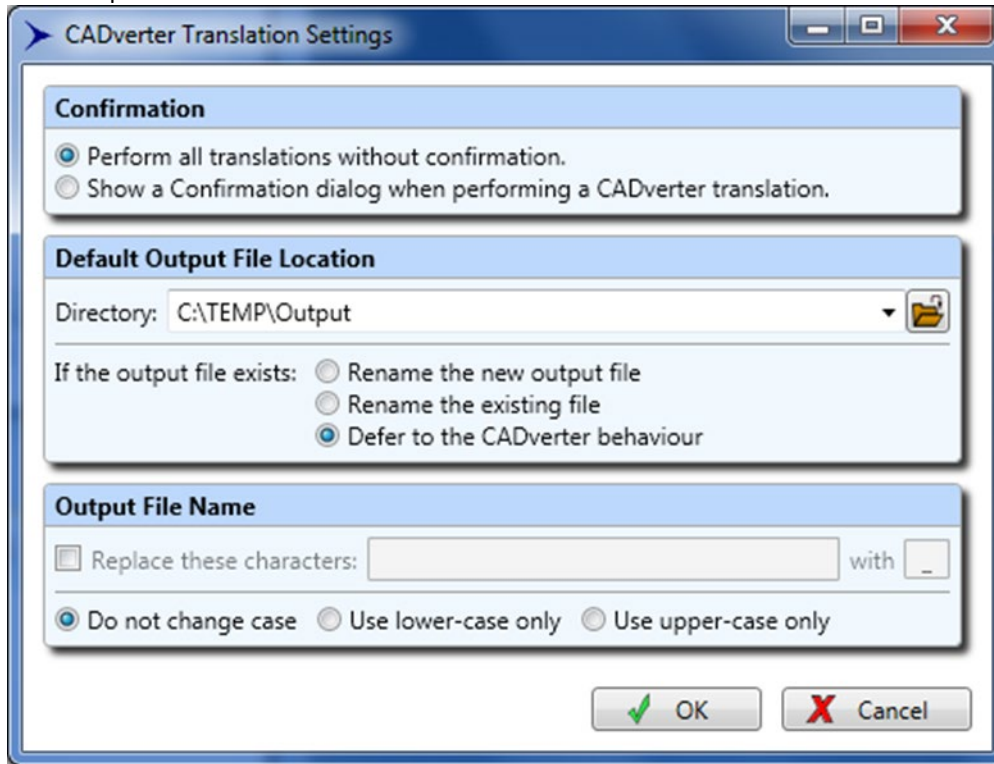 CADverter Translation Settings
Confirmation
Perform all translations without confirmation.
Show a Confirmation dialog when performing a CADverter translation.
Default Output File Location
Directory: C:\TEMP\Output
If the output file exists: Rename the new output file
Rename the existing file
Defer to the CADverter behaviour
Output File Name
Replace these characters: with _
Do not change case Use lower-case only Use upper-case only
OK Cancel